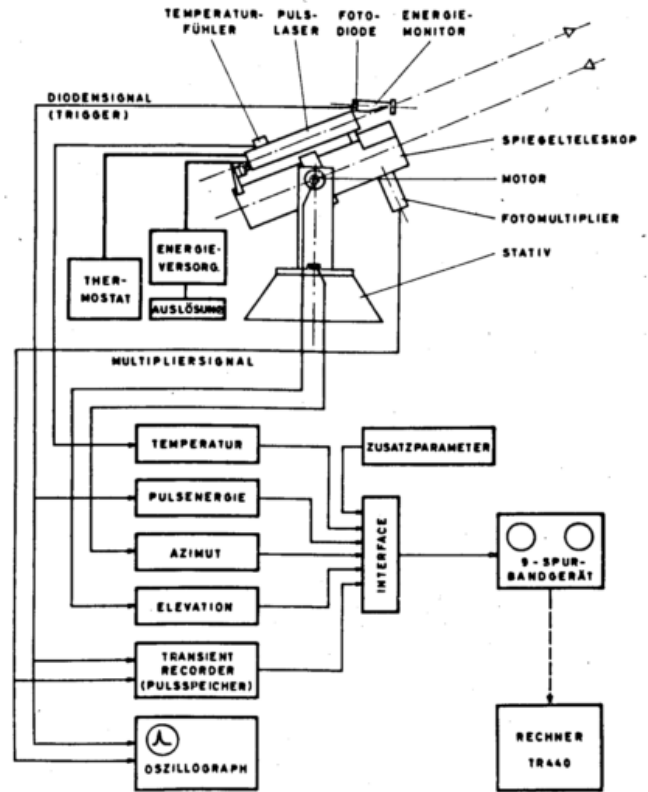 TEMPERATUR-
FÜHLER
PULS-
LASER
FOTO-
DIODE
ENERGIE-
MONITOR
DIODENSIGNAL
(TRIGGER)
SPIEGELTELESKOP
MOTOR
FOTOMULTIPLIER
STATIV
THER-
MOSTAT
ENERGIE-
VERSORG.
AUSLÖSUNG
MULTIPLIERSIGNAL
TEMPERATUR
ZUSATZPARAMETER
PULSENERGIE
AZIMUT
ELEVATION
INTERFACE
9-SPUR-
BANDGERÄT
TRANSIENT
RECORDER
(PULSSPEICHER)
OSZILLOGRAPH
RECHNER
TR440